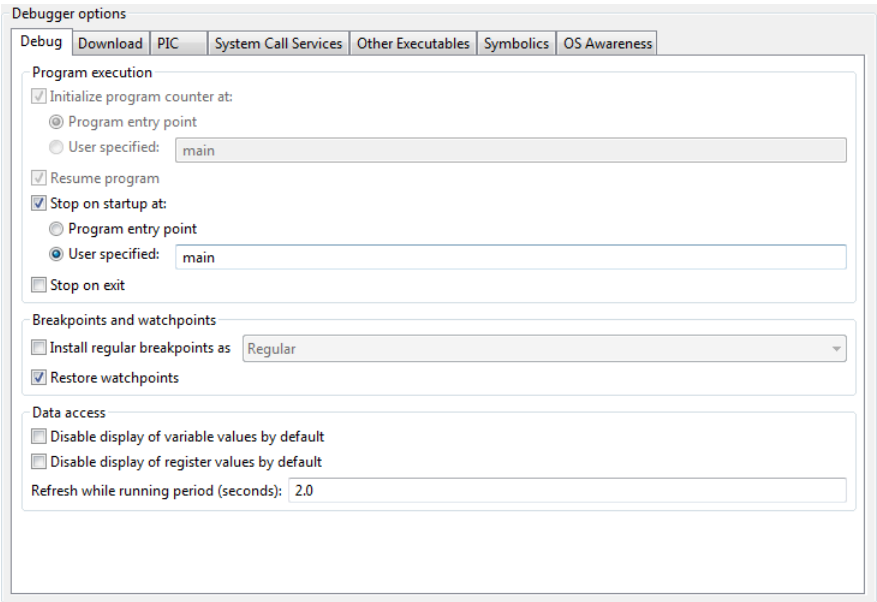 Debugger options
Debug Download PIC System Call Services Other Executables Symbolics OS Awareness
Program execution
Initialize program counter at:
Program entry point
User specified: main
Resume program
Stop on startup at:
Program entry point
User specified: main
Stop on exit
Breakpoints and watchpoints
Install regular breakpoints as Regular
Restore watchpoints
Data access
Disable display of variable values by default
Disable display of register values by default
Refresh while running period (seconds): 2.0